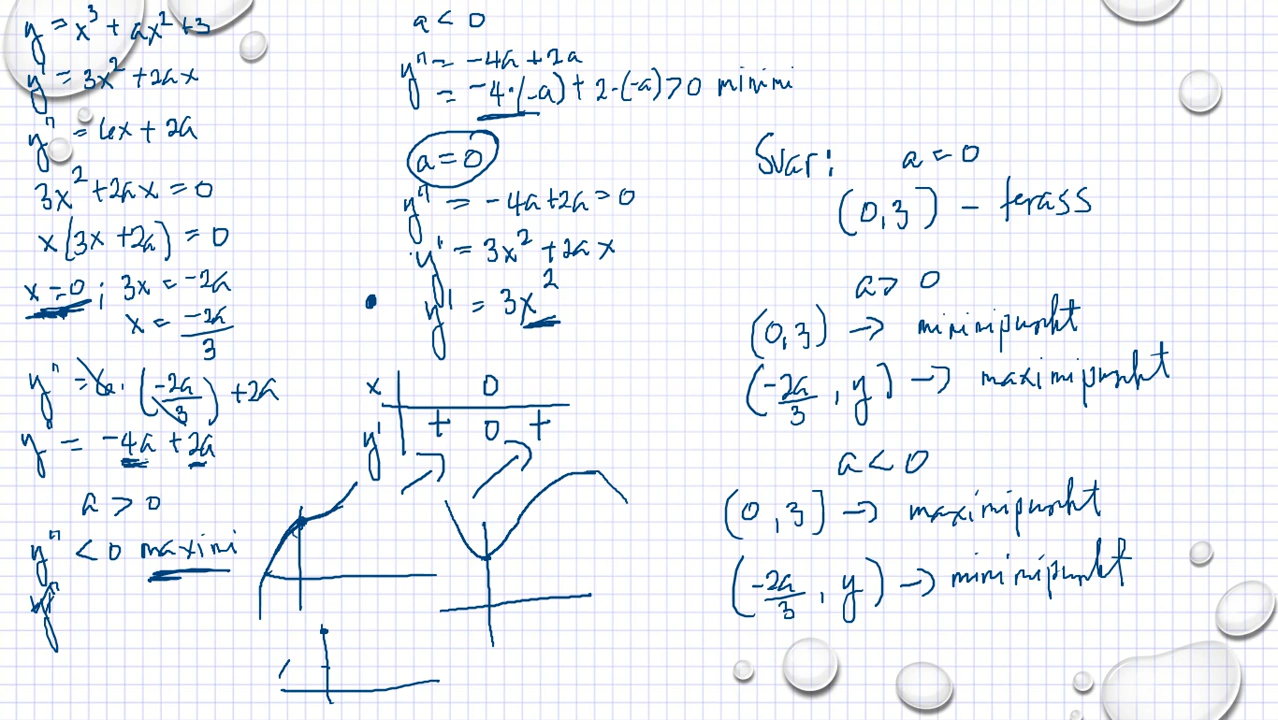 y = x³ + ax² + 3
y' = 3x² + 2ax
y" = 6x + 2a
3x² + 2ax = 0
x(3x + 2a) = 0
x = 0 ; 3x = -2a
x = -2a/3
y" = 6 · (-2a/3) + 2a
y = -4a + 2a
a > 0
y" < 0 maximi
y"
a < 0
y" = -4a + 2a
y" = -4·(-a) + 2·(-a) > 0 minimi
a = 0
y" = -4a + 2a = 0
y' = 3x² + 2ax
y' = 3x²
x 0
y' + 0 +
Svar: a = 0
(0,3) - terass
a > 0
(0,3) → minimipunkt
(-2a/3, y) → maximipunkt
a < 0
(0,3) → maximipunkt
(-2a/3, y) → minimipunkt